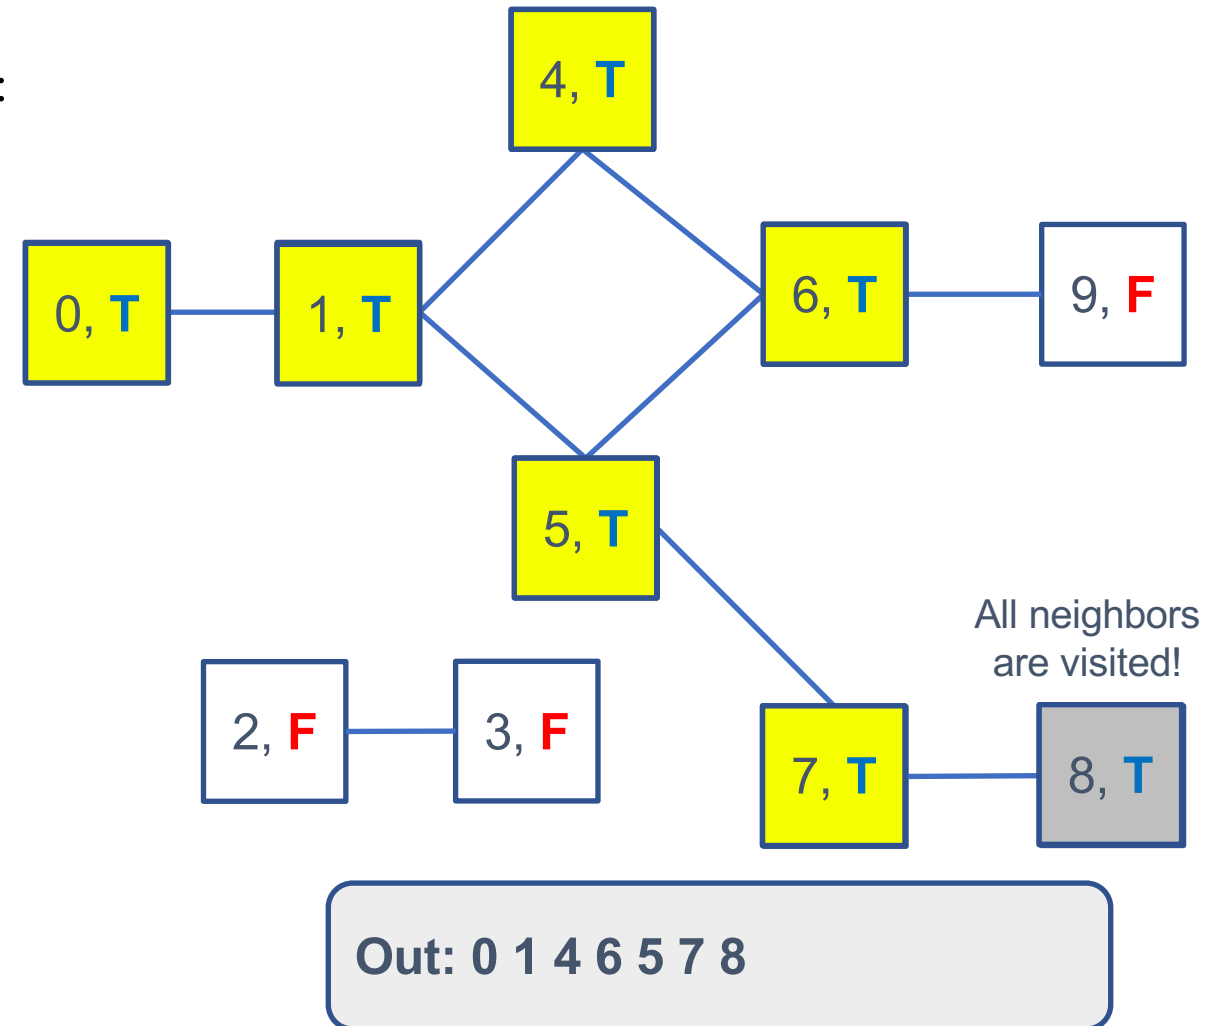 4, T
:
0, T
1, T
6, T
9, F
5, T
All neighbors
are visited!
2, F
3, F
7, T
8, T
Out: 0 1 4 6 5 7 8